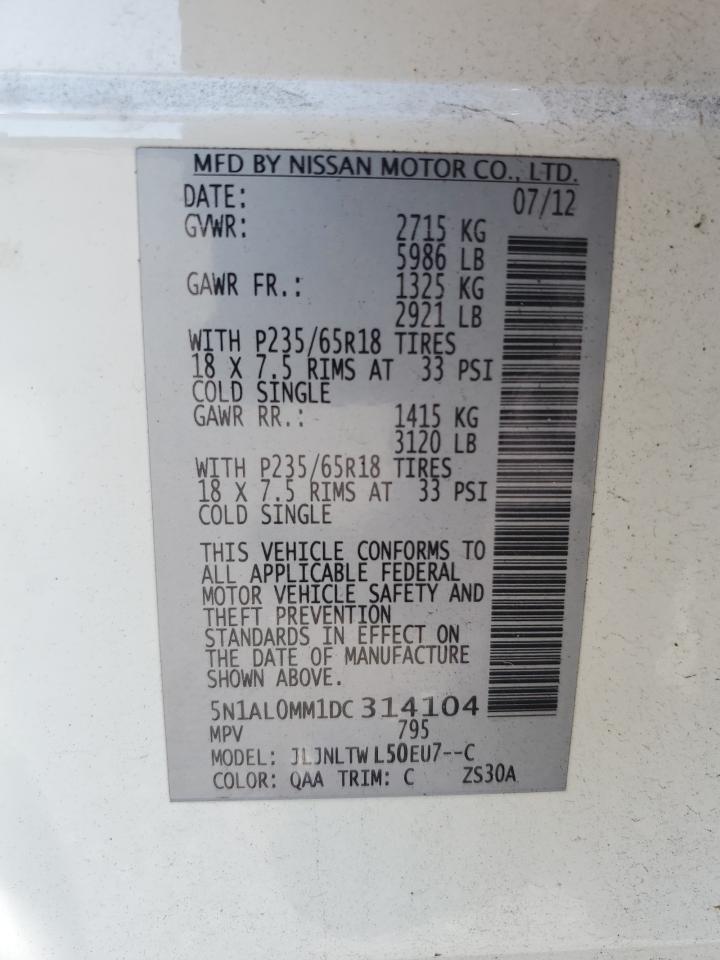 MFD BY NISSAN MOTOR CO., LTD.
DATE: 07/12
GVWR: 2715 KG
5986 LB
GAWR FR.: 1325 KG
2921 LB
WITH P235/65R18 TIRES
18 X 7.5 RIMS AT 33 PSI
COLD SINGLE
GAWR RR.: 1415 KG
3120 LB
WITH P235/65R18 TIRES
18 X 7.5 RIMS AT 33 PSI
COLD SINGLE
THIS VEHICLE CONFORMS TO
ALL APPLICABLE FEDERAL
MOTOR VEHICLE SAFETY AND
THEFT PREVENTION
STANDARDS IN EFFECT ON
THE DATE OF MANUFACTURE
SHOWN ABOVE.
5N1AL0MM1DC 314104
MPV 795
MODEL: JLJNLTW L50EU7--C
COLOR: QAA TRIM: C ZS30A